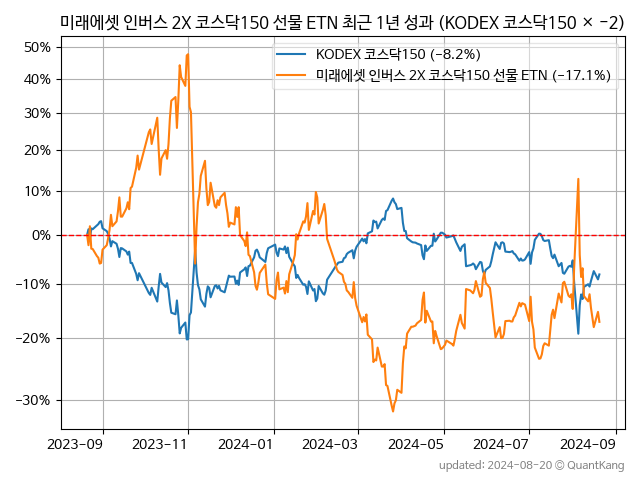 미래에셋 인버스 2X 코스닥150 선물 ETN 최근 1년 성과 (KODEX 코스닥150 × -2)
KODEX 코스닥150 (-8.2%)
미래에셋 인버스 2X 코스닥150 선물 ETN (-17.1%)
50%
40%
30%
20%
10%
0%
-10%
-20%
-30%
2023-09 2023-11 2024-01 2024-03 2024-05 2024-07 2024-09
updated: 2024-08-20 © QuantKang